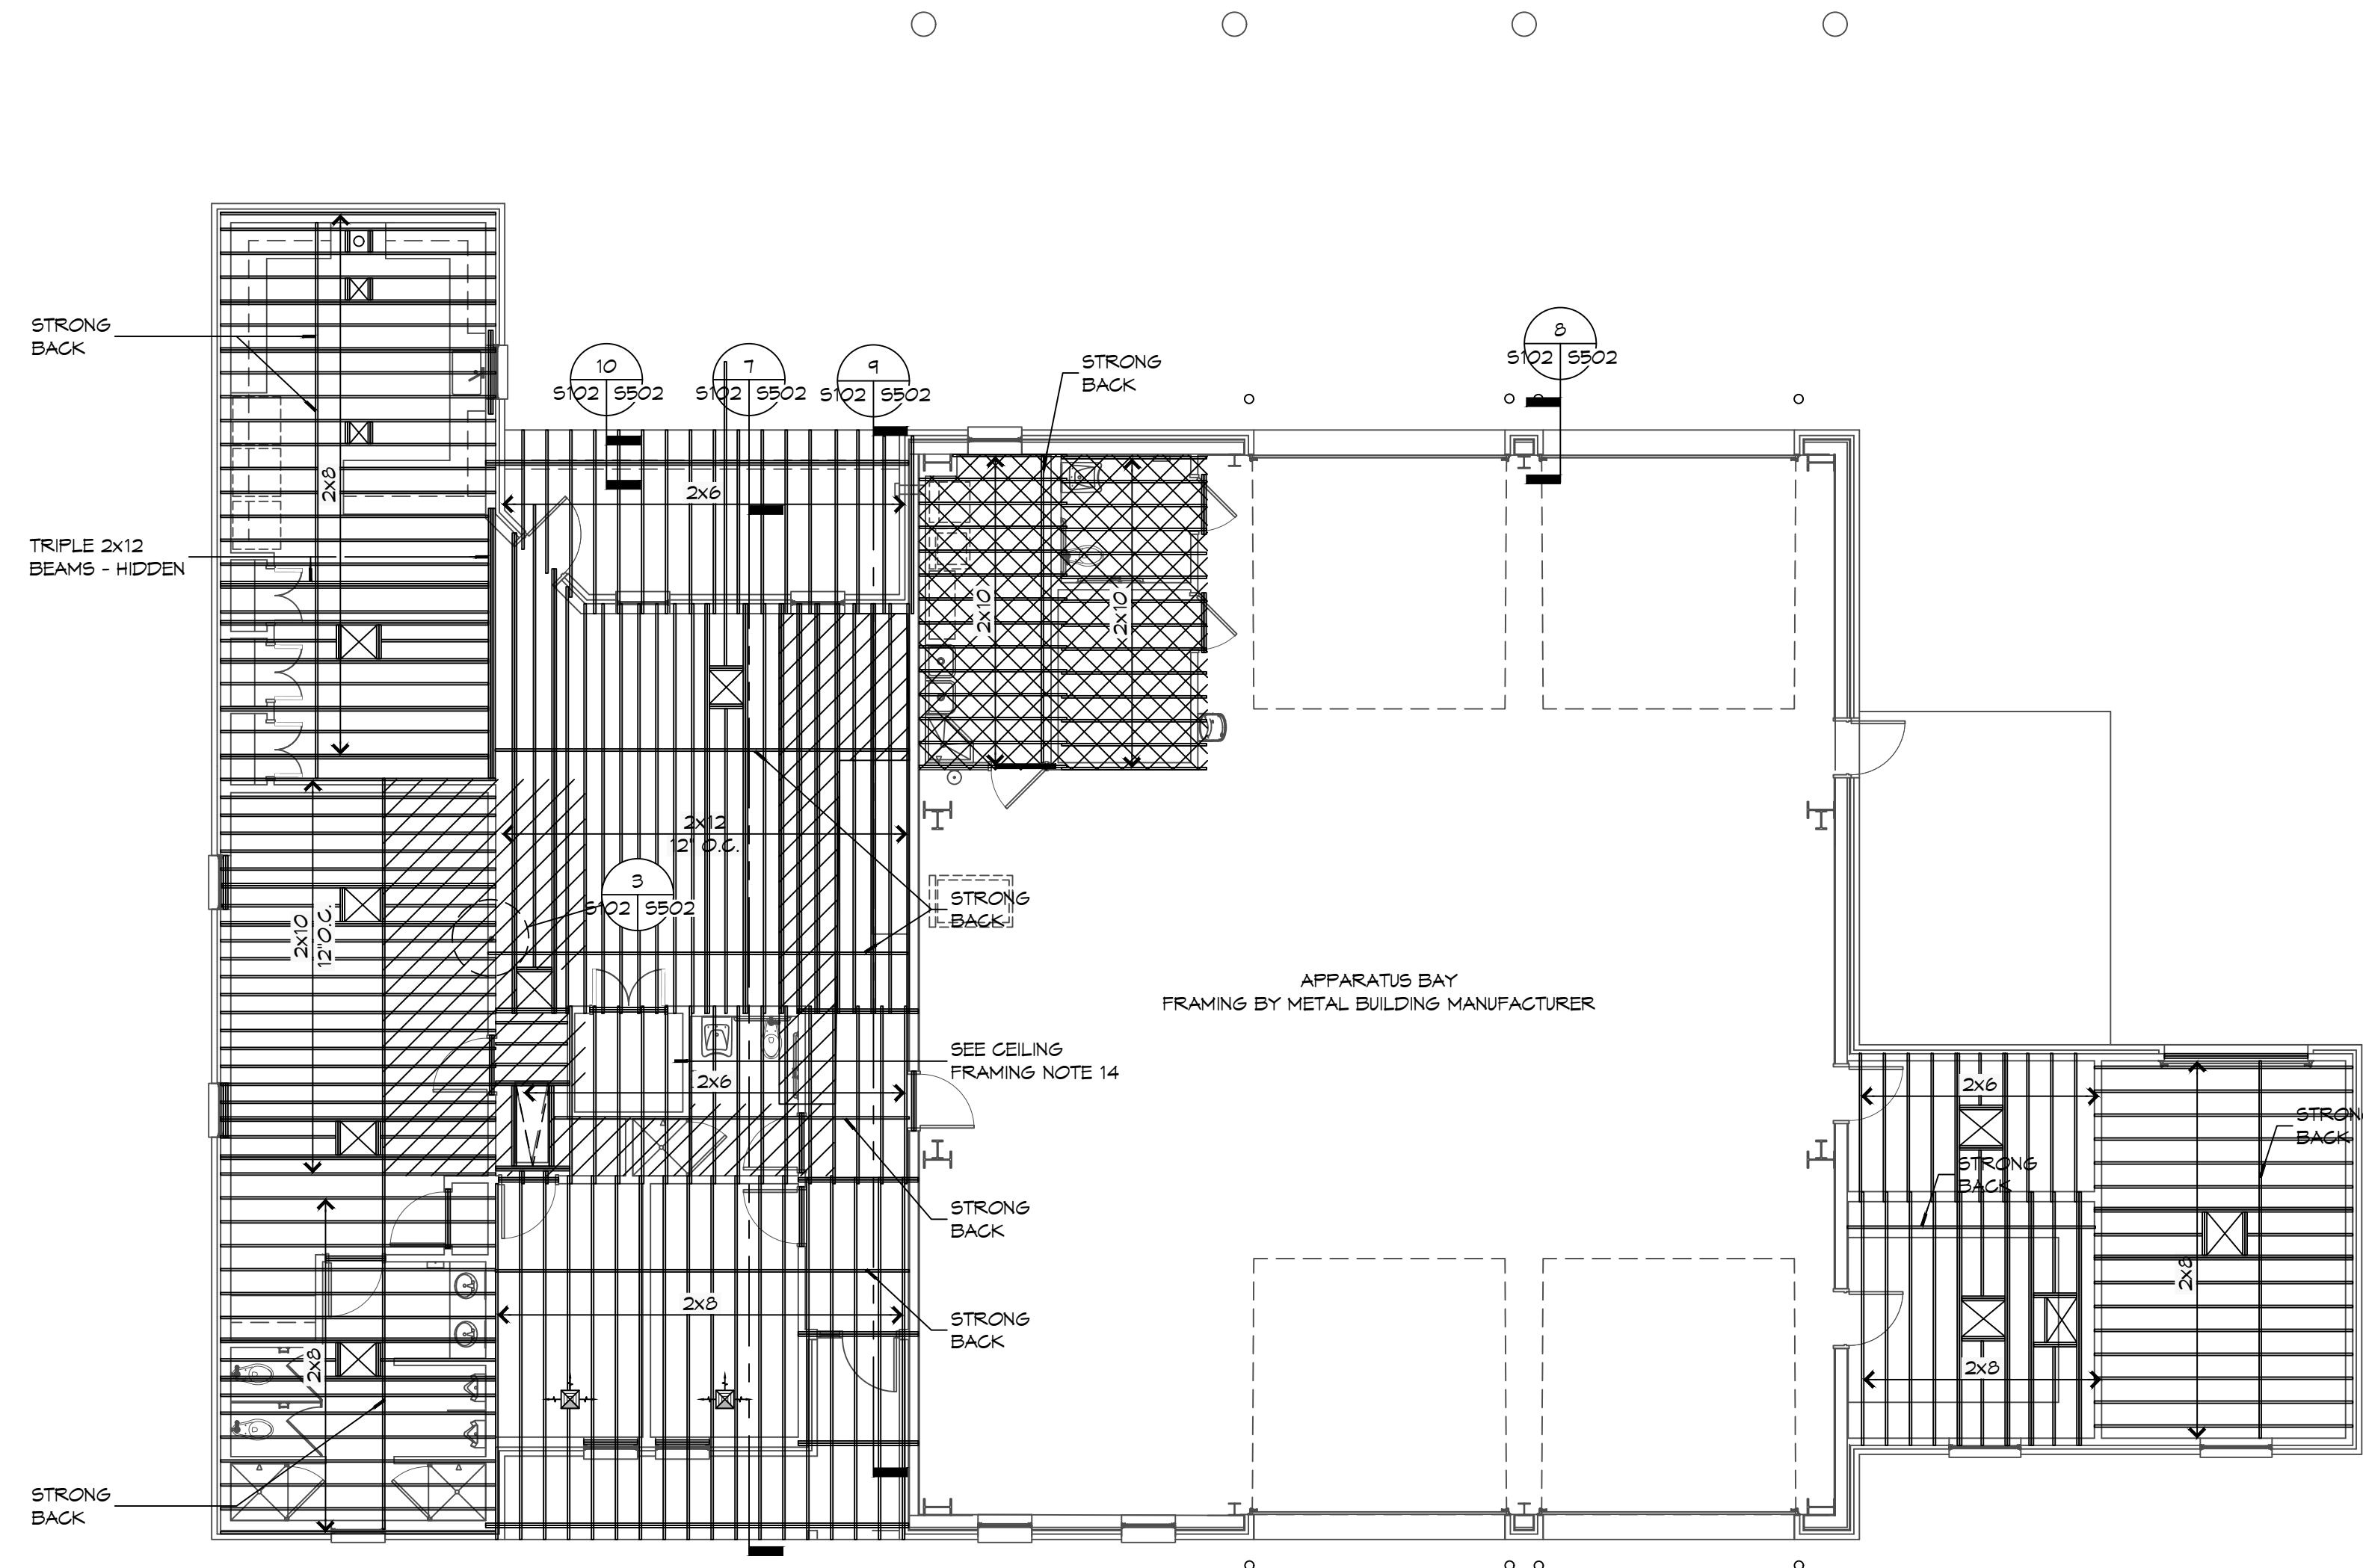 8
S102 S502
STRONG
BACK
10
S102 S502
7
S102 S502
9
S102 S502
STRONG
BACK
2x8
2x6
TRIPLE 2x12
BEAMS - HIDDEN
2x10
2x10
2x12
12" O.C.
3
S102 S502
STRONG
BACK
2x10
12" O.C.
APPARATUS BAY
FRAMING BY METAL BUILDING MANUFACTURER
SEE CEILING
FRAMING NOTE 14
2x6
2x6
STRONG
BACK
STRONG
BACK
STRONG
BACK
2x8
2x8
STRONG
BACK
2x8
2x8
STRONG
BACK